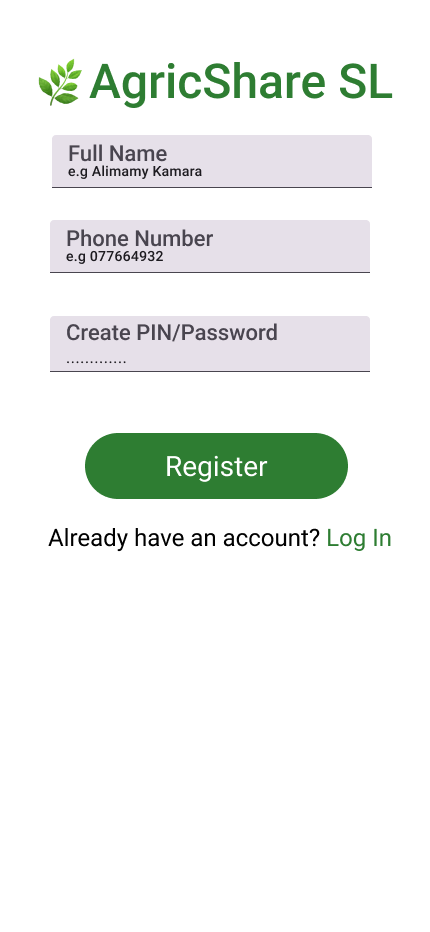 AgricShare SL
Full Name
e.g Alimamy Kamara
Phone Number
e.g 077664932
Create PIN/Password
.............
Register
Already have an account? Log In